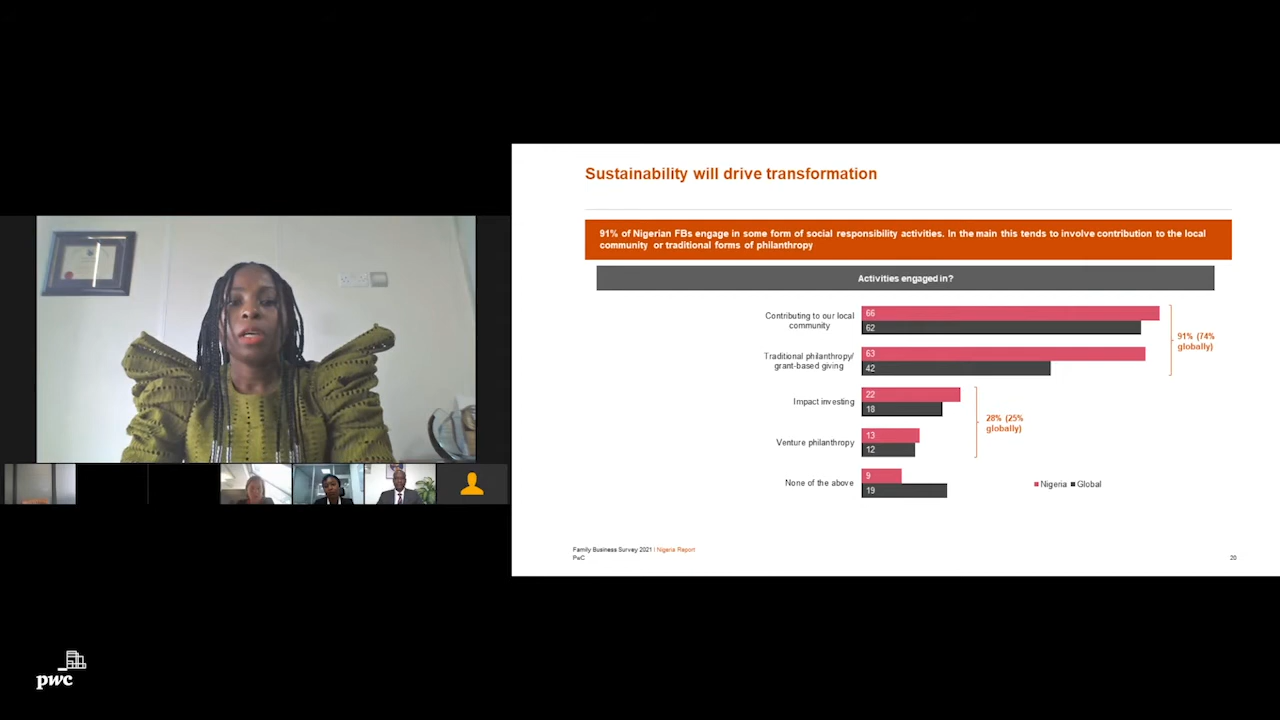 Sustainability will drive transformation
91% of Nigerian FBs engage in some form of social responsibility activities. In the main this tends to involve contribution to the local
community or traditional forms of philanthropy
Activities engaged in?
Contributing to our local
community
66
62
91% (74%
globally)
Traditional philanthropy/
grant-based giving
63
42
Impact investing
22
18
28% (25%
globally)
Venture philanthropy
13
12
None of the above
9
19
Nigeria Global
Family Business Survey 2021 | Nigeria Report
PwC
20
pwc